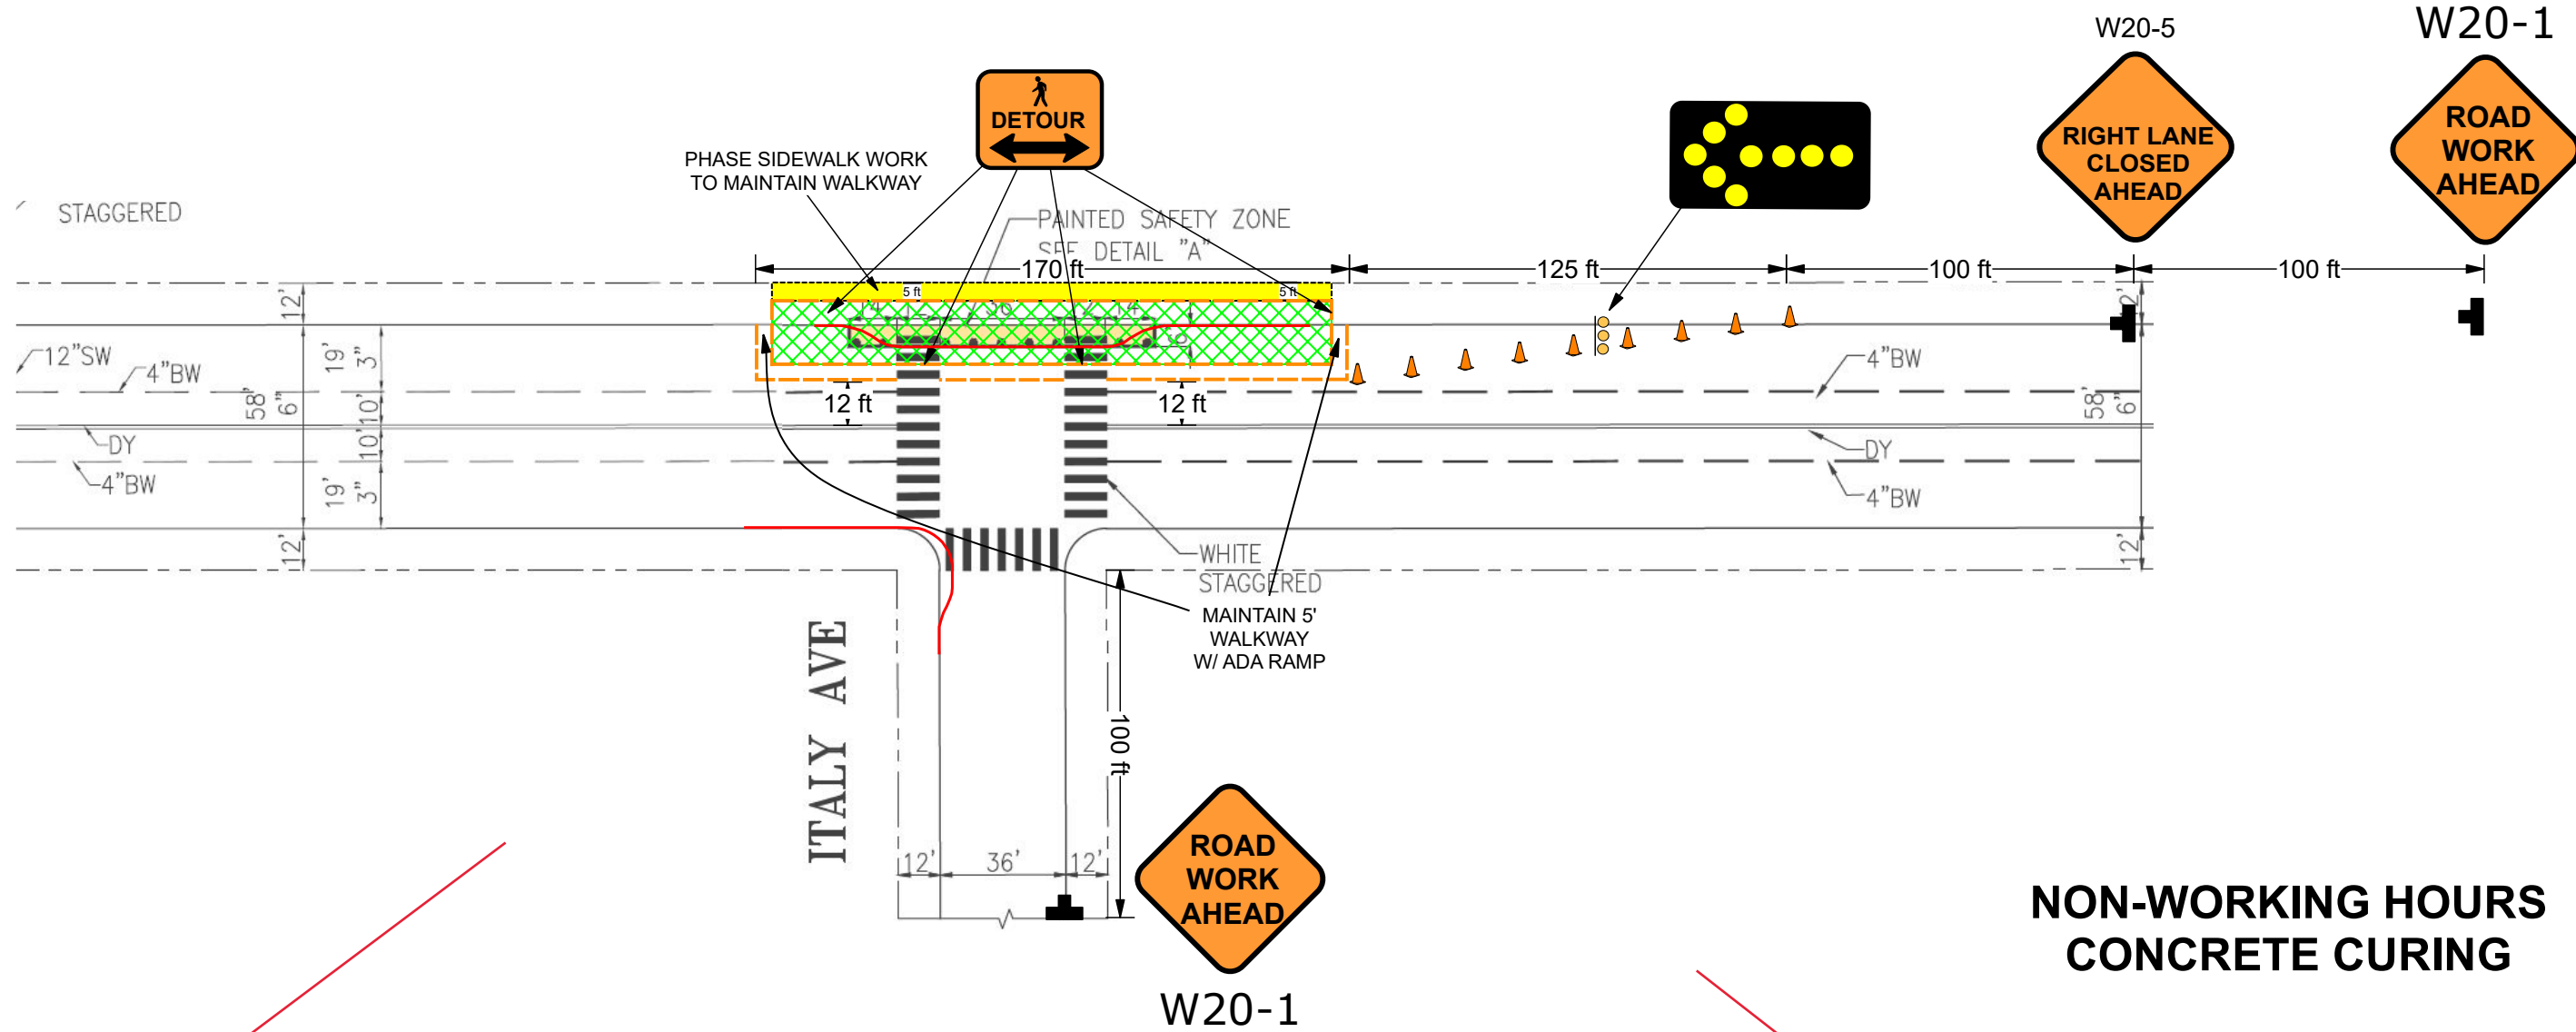 W20-5
W20-1
RIGHT LANE
CLOSED
AHEAD
ROAD
WORK
AHEAD
DETOUR
PHASE SIDEWALK WORK
TO MAINTAIN WALKWAY
STAGGERED
PAINTED SAFETY ZONE
SEE DETAIL "A"
170 ft
125 ft
100 ft
100 ft
5 ft
5 ft
12'
12'
12"SW
4"BW
19'
3"
58'
6"
10'
10'
DY
4"BW
19'
3"
12'
12 ft
12 ft
4"BW
58'
6"
DY
4"BW
12'
WHITE
STAGGERED
MAINTAIN 5'
WALKWAY
W/ ADA RAMP
ITALY AVE
100 ft
12'
36'
12'
ROAD
WORK
AHEAD
W20-1
NON-WORKING HOURS
CONCRETE CURING